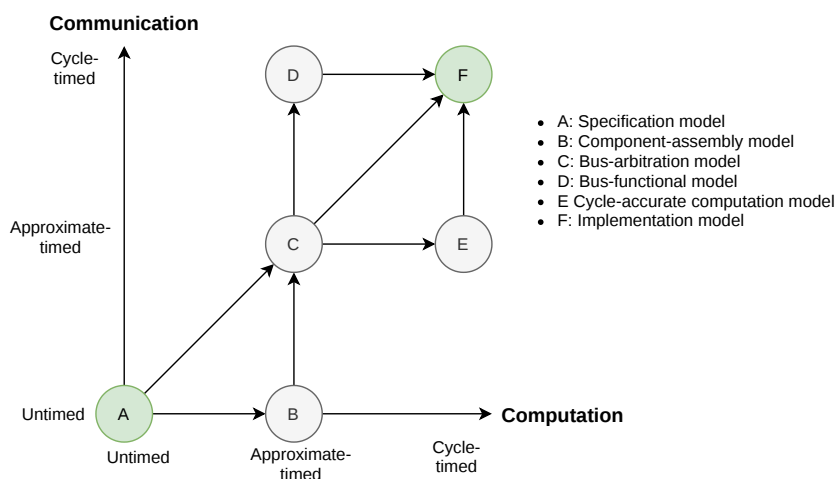 Communication
Cycle-
timed
D
F
• A: Specification model
• B: Component-assembly model
• C: Bus-arbitration model
• D: Bus-functional model
• E Cycle-accurate computation model
• F: Implementation model
Approximate-
timed
C
E
Untimed
A
B
Computation
Untimed
Approximate-
timed
Cycle-
timed